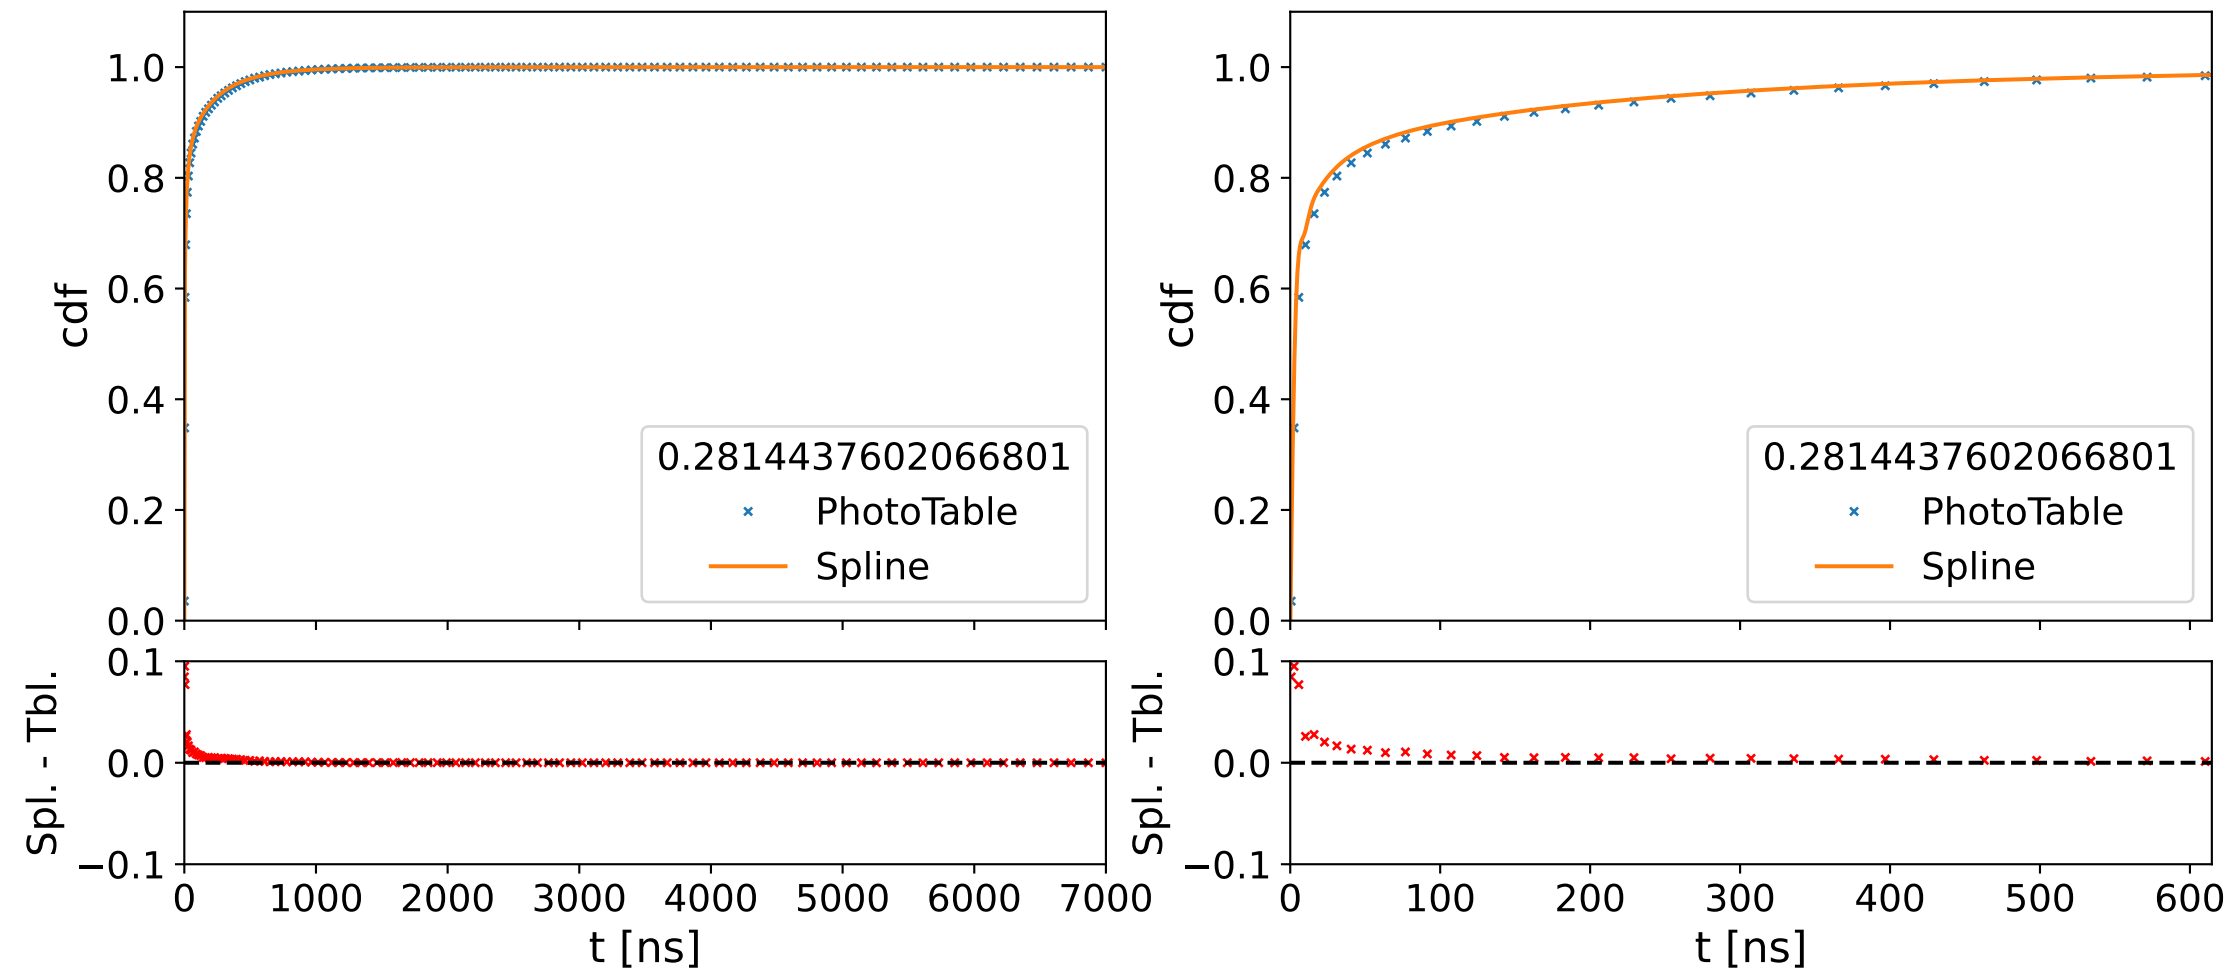 1.0
0.8
0.6
0.4
0.2
0.0
cdf
0.2814437602066801
PhotoTable
Spline
0.1
0.0
−0.1
Spl. - Tbl.
0 1000 2000 3000 4000 5000 6000 7000
t [ns]
1.0
0.8
0.6
0.4
0.2
0.0
cdf
0.2814437602066801
PhotoTable
Spline
0.1
0.0
−0.1
Spl. - Tbl.
0 100 200 300 400 500 600
t [ns]